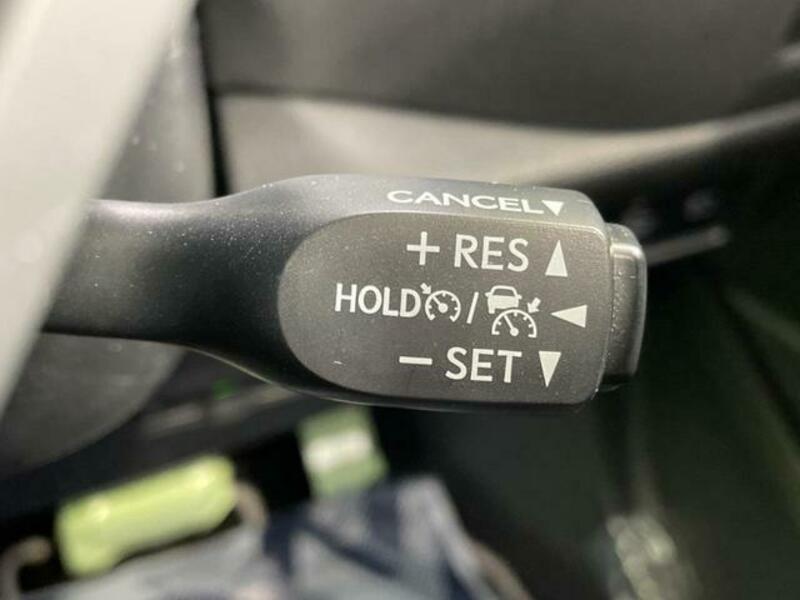 CANCEL▼
+ RES ▲
HOLD / ◀
− SET ▼